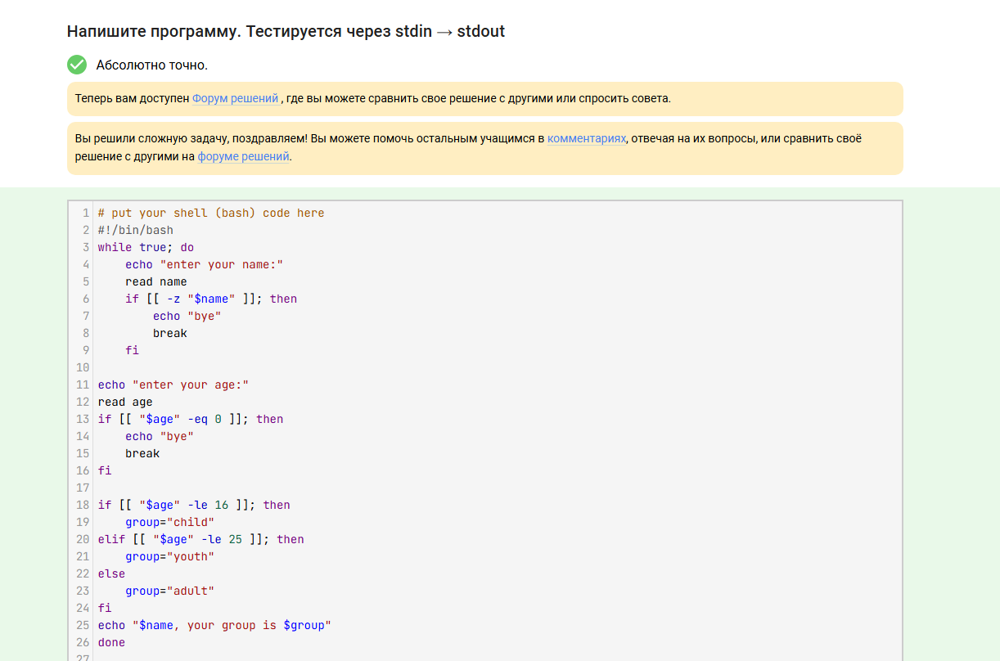 Напишите программу. Тестируется через stdin → stdout
Абсолютно точно.
Теперь вам доступен Форум решений , где вы можете сравнить свое решение с другими или спросить совета.
Вы решили сложную задачу, поздравляем! Вы можете помочь остальным учащимся в комментариях, отвечая на их вопросы, или сравнить своё
решение с другими на форуме решений.
1 # put your shell (bash) code here
2 #!/bin/bash
3 while true; do
4     echo "enter your name:"
5     read name
6     if [[ -z "$name" ]]; then
7         echo "bye"
8         break
9     fi
10
11 echo "enter your age:"
12 read age
13 if [[ "$age" -eq 0 ]]; then
14     echo "bye"
15     break
16 fi
17
18 if [[ "$age" -le 16 ]]; then
19     group="child"
20 elif [[ "$age" -le 25 ]]; then
21     group="youth"
22 else
23     group="adult"
24 fi
25 echo "$name, your group is $group"
26 done
27